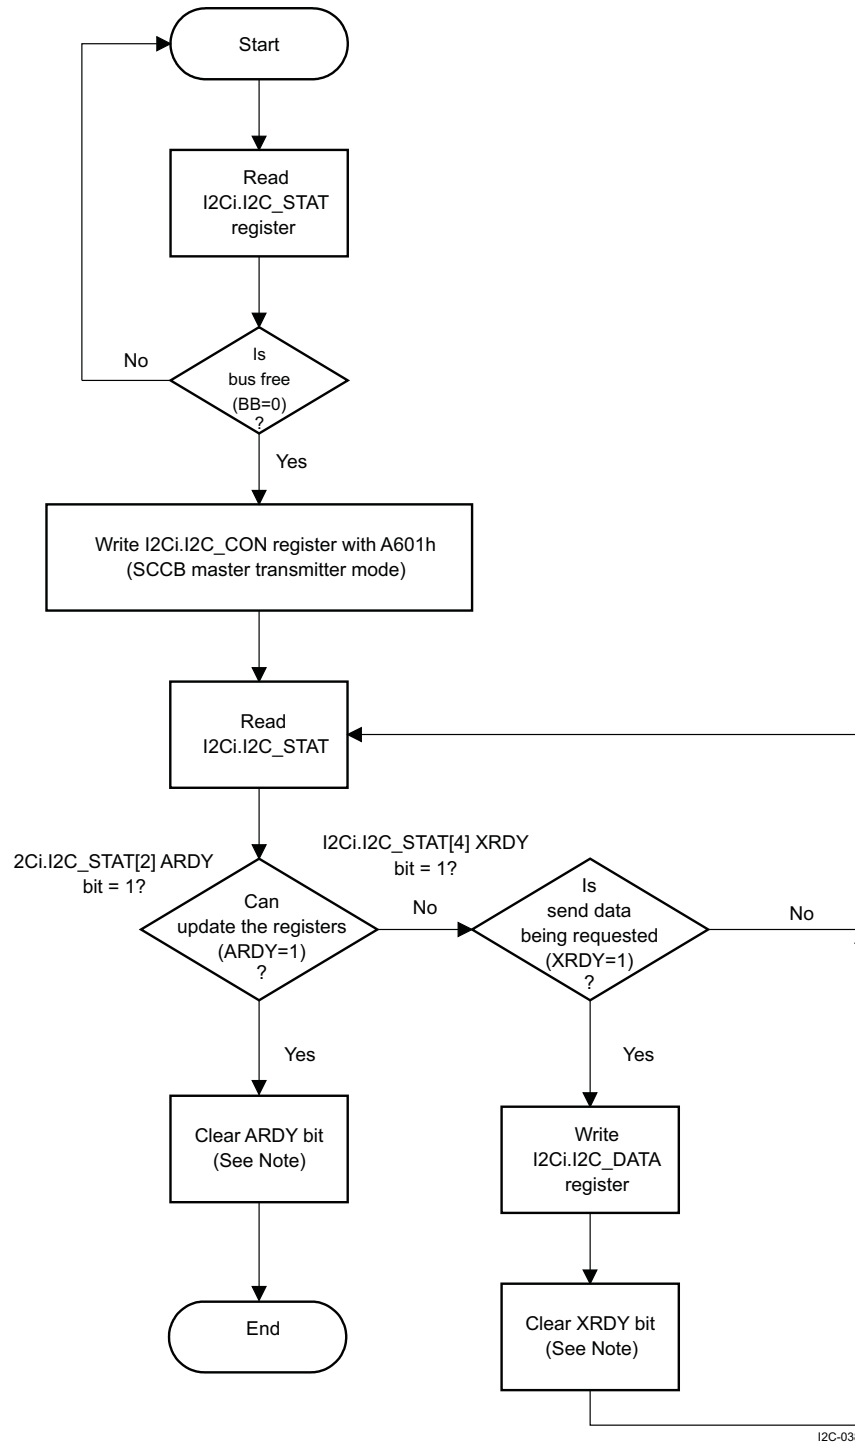 Start
Read
I2Ci.I2C_STAT
register
Is
bus free
(BB=0)
?
No
Yes
Write I2Ci.I2C_CON register with A601h
(SCCB master transmitter mode)
Read
I2Ci.I2C_STAT
2Ci.I2C_STAT[2] ARDY
bit = 1?
I2Ci.I2C_STAT[4] XRDY
bit = 1?
Can
update the registers
(ARDY=1)
?
No
Is
send data
being requested
(XRDY=1)
?
No
Yes
Yes
Clear ARDY bit
(See Note)
Write
I2Ci.I2C_DATA
register
End
Clear XRDY bit
(See Note)